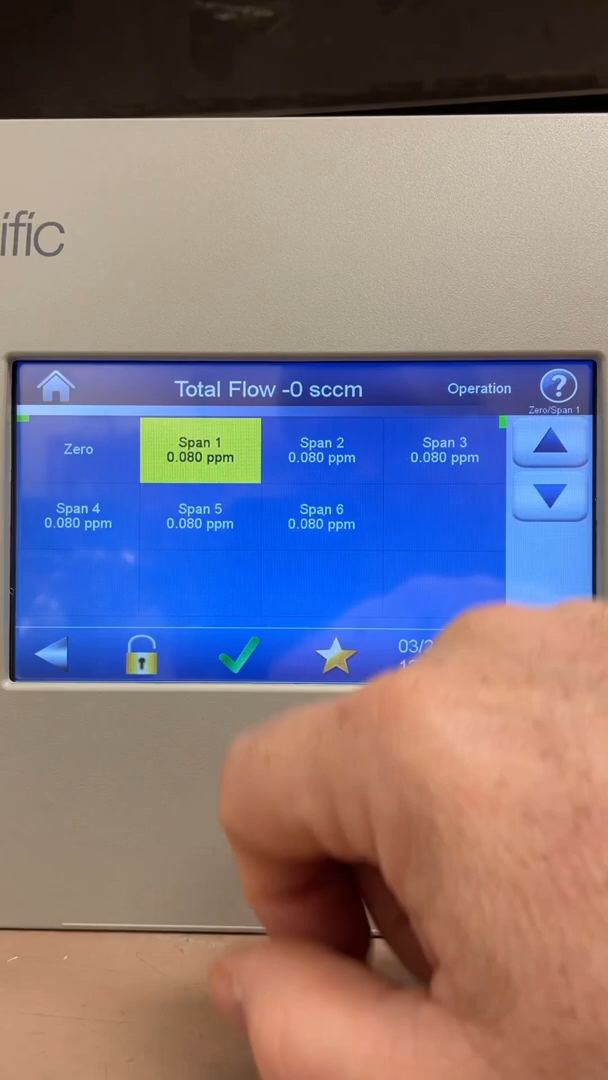 ific
Total Flow -0 sccm
Operation
?
Zero/Span 1
Zero
Span 1
0.080 ppm
Span 2
0.080 ppm
Span 3
0.080 ppm
Span 4
0.080 ppm
Span 5
0.080 ppm
Span 6
0.080 ppm
03/2